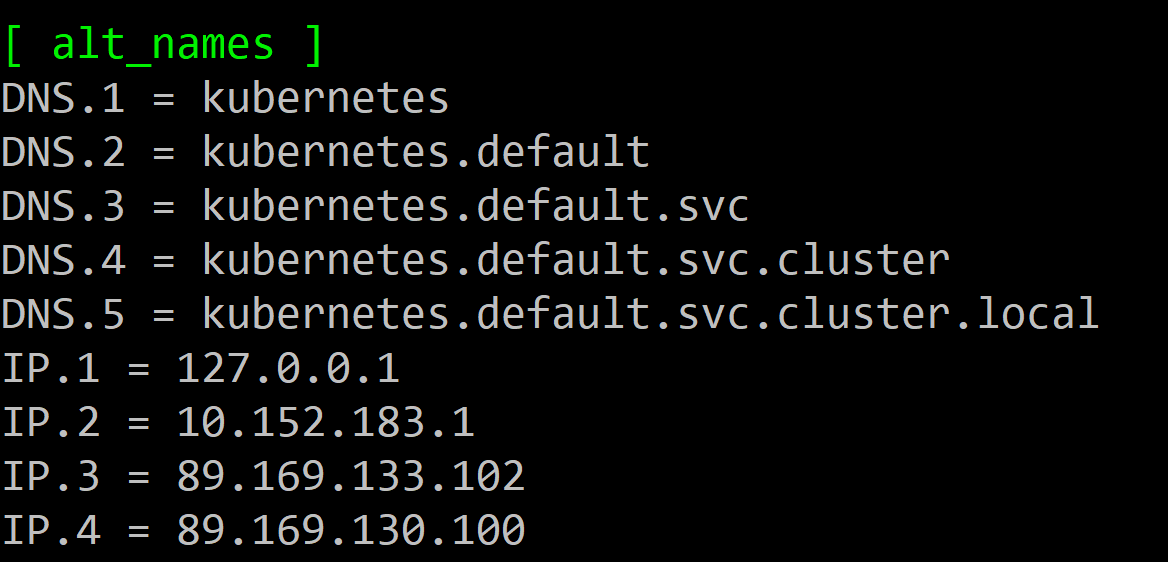 [ alt_names ]
DNS.1 = kubernetes
DNS.2 = kubernetes.default
DNS.3 = kubernetes.default.svc
DNS.4 = kubernetes.default.svc.cluster
DNS.5 = kubernetes.default.svc.cluster.local
IP.1 = 127.0.0.1
IP.2 = 10.152.183.1
IP.3 = 89.169.133.102
IP.4 = 89.169.130.100